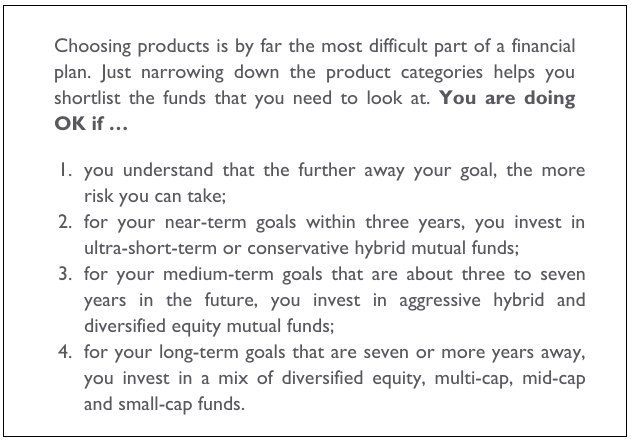 Choosing products is by far the most difficult part of a financial
plan. Just narrowing down the product categories helps you
shortlist the funds that you need to look at. You are doing
OK if …
1. you understand that the further away your goal, the more
risk you can take;
2. for your near-term goals within three years, you invest in
ultra-short-term or conservative hybrid mutual funds;
3. for your medium-term goals that are about three to seven
years in the future, you invest in aggressive hybrid and
diversified equity mutual funds;
4. for your long-term goals that are seven or more years away,
you invest in a mix of diversified equity, multi-cap, mid-cap
and small-cap funds.